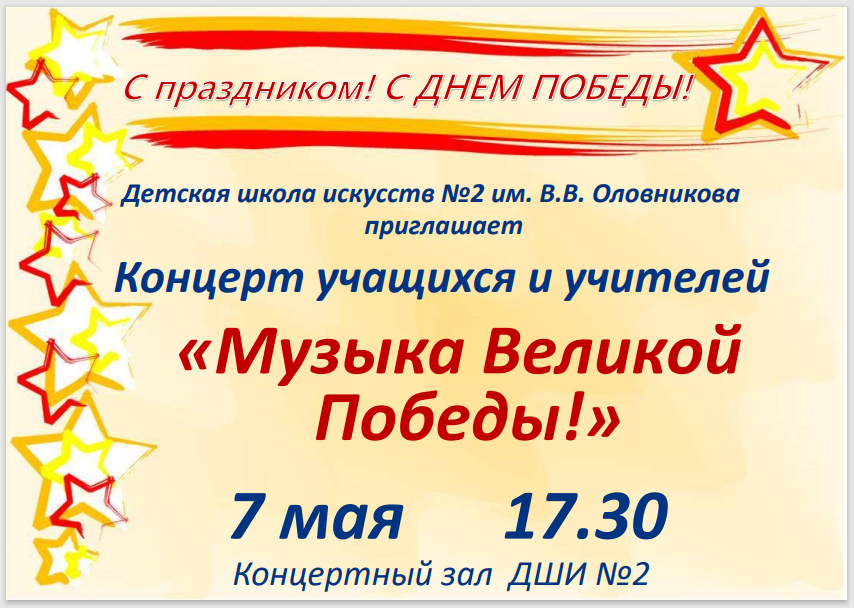 С праздником! С ДНЕМ ПОБЕДЫ!
Детская школа искусств №2 им. В.В. Оловникова
приглашает
Концерт учащихся и учителей
«Музыка Великой
Победы!»
7 мая 17.30
Концертный зал ДШИ №2